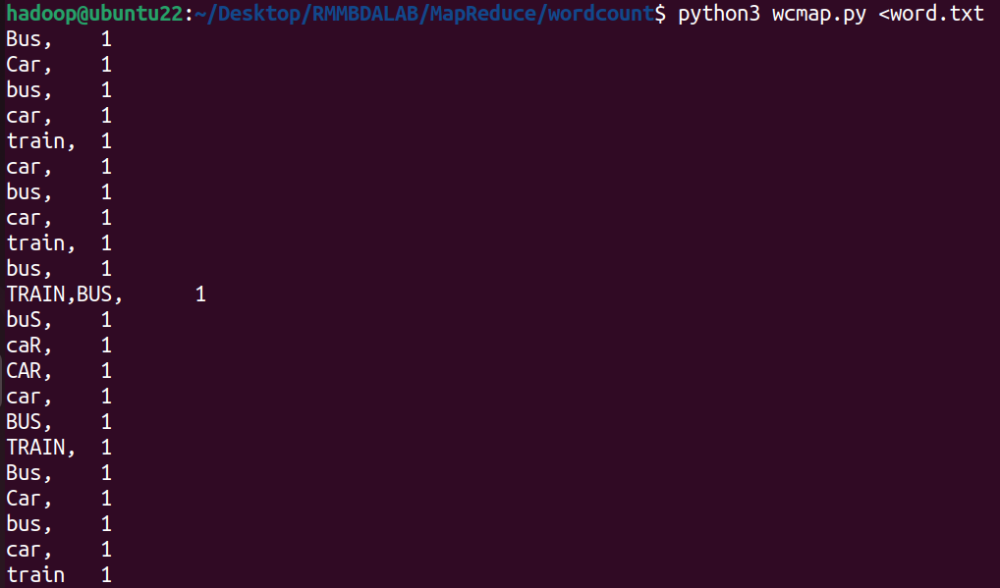 hadoop@ubuntu22:~/Desktop/RMMBDALAB/MapReduce/wordcount$ python3 wcmap.py <word.txt
Bus,	1
Car,	1
bus,	1
car,	1
train,	1
car,	1
bus,	1
car,	1
train,	1
bus,	1
TRAIN,BUS,	1
buS,	1
caR,	1
CAR,	1
car,	1
BUS,	1
TRAIN,	1
Bus,	1
Car,	1
bus,	1
car,	1
train	1